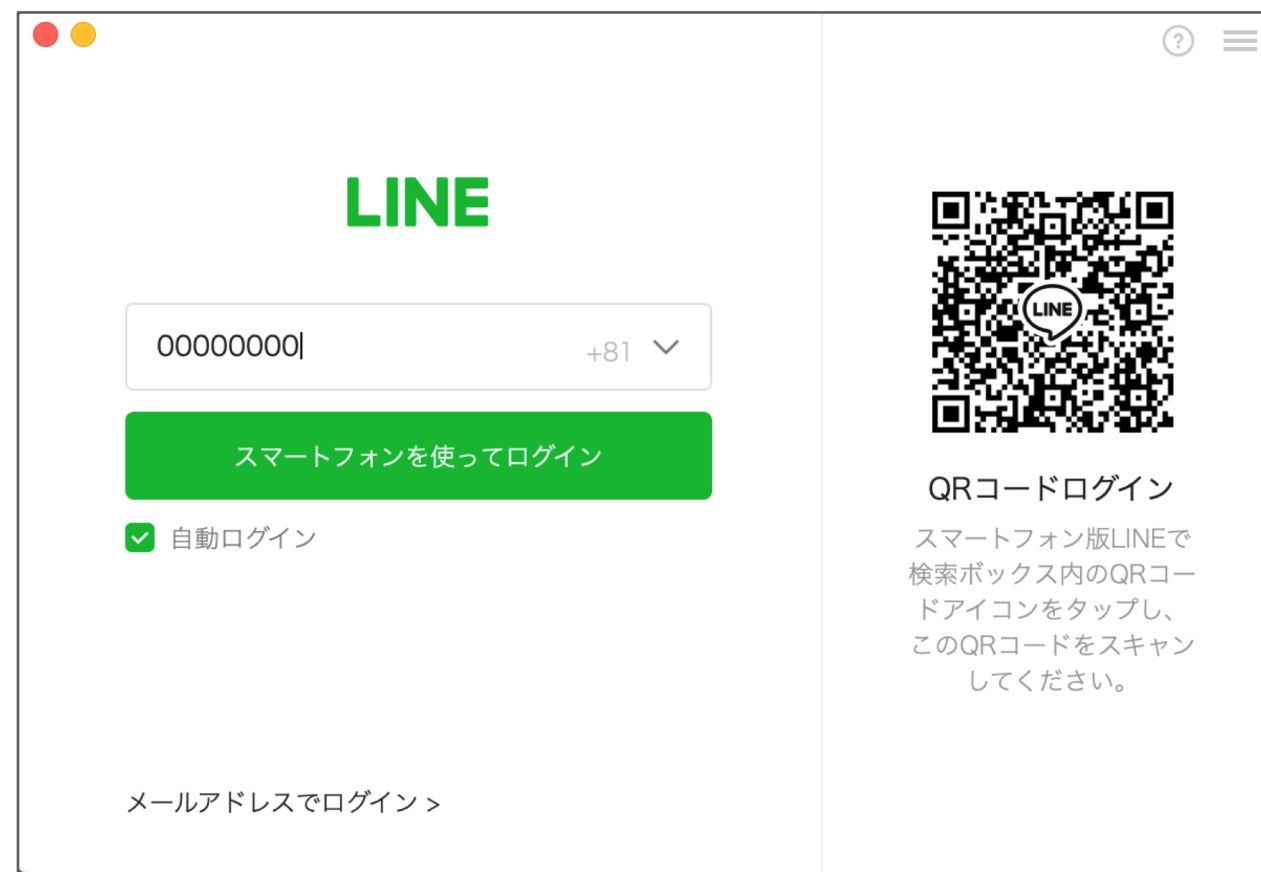 LINE
00000000
+81
スマートフォンを使ってログイン
自動ログイン
メールアドレスでログイン >
?
LINE
QRコードログイン
スマートフォン版LINEで
検索ボックス内のQRコー
ドアイコンをタップし、
このQRコードをスキャン
してください。